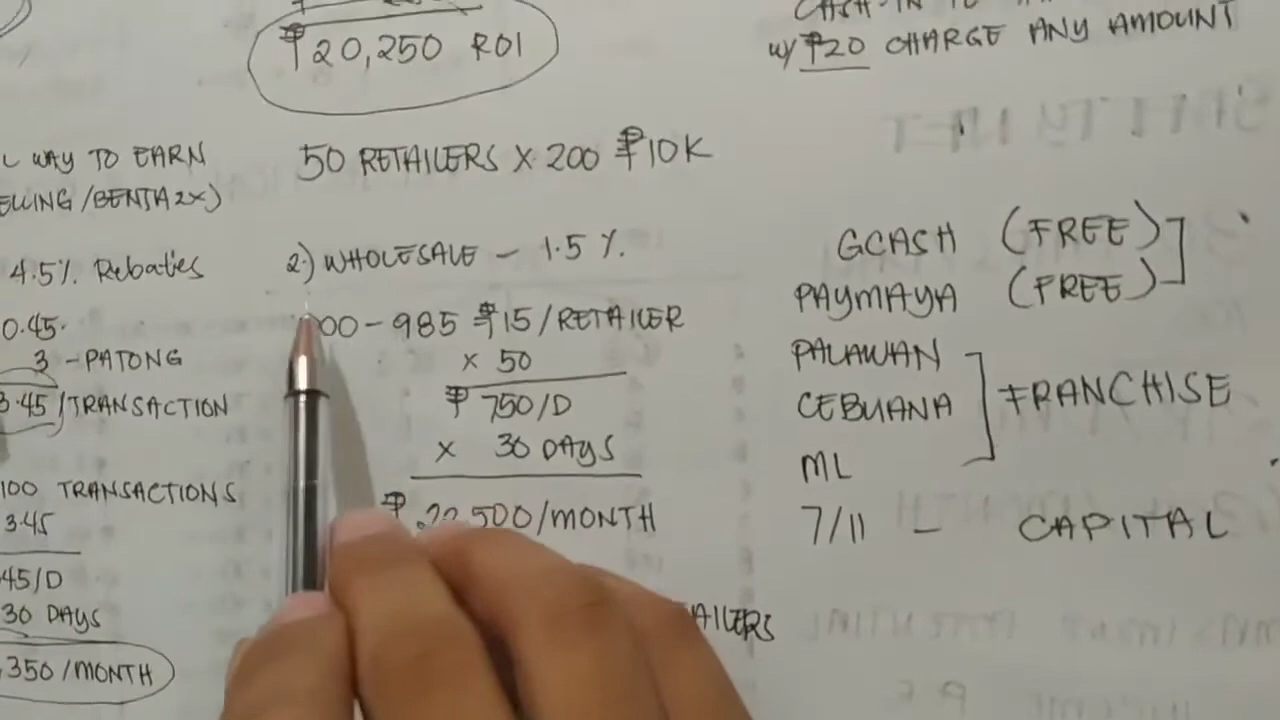 ₱20,250 ROI
WAY TO EARN
/BENTA 2X)
4.5% Rebates
0.45
3 - PATONG
3.45/TRANSACTION
100 TRANSACTIONS
3.45
45/D
30 DAYS
350/MONTH
50 RETAILERS X 200 ₱10K
2.) WHOLESALE - 1.5 %.
- 985 ₱15/RETAILER
X 50
₱ 750/D
X 30 DAYS
₱ 22,500/MONTH
CASH-IN TO
W/ ₱20 CHARGE ANY AMOUNT
GCASH (FREE)
PAYMAYA (FREE)
PALAWAN
CEBUANA FRANCHISE
ML
7/11 - CAPITAL